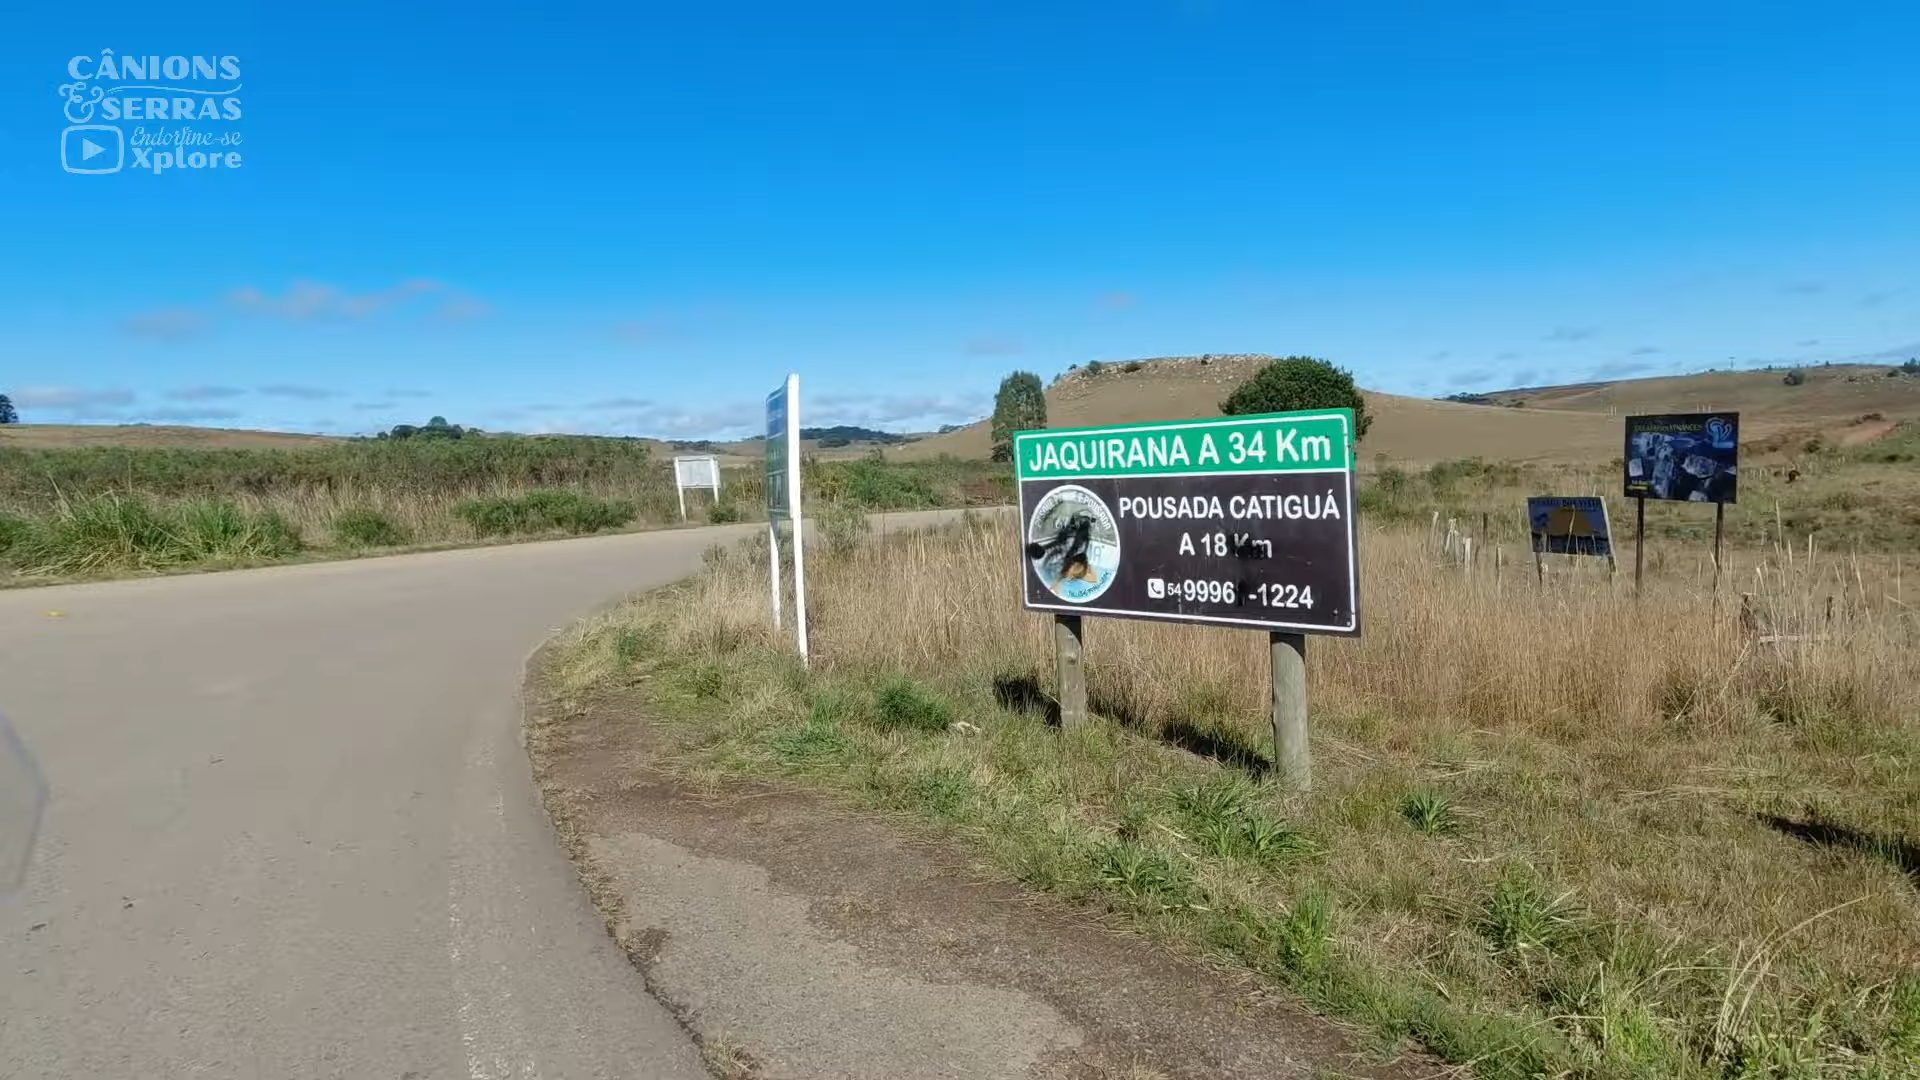 CÂNIONS
& SERRAS
Endorfine-se
Xplore
JAQUIRANA A 34 Km
POUSADA CATIGUÁ
A 18 Km
54 9996 -1224